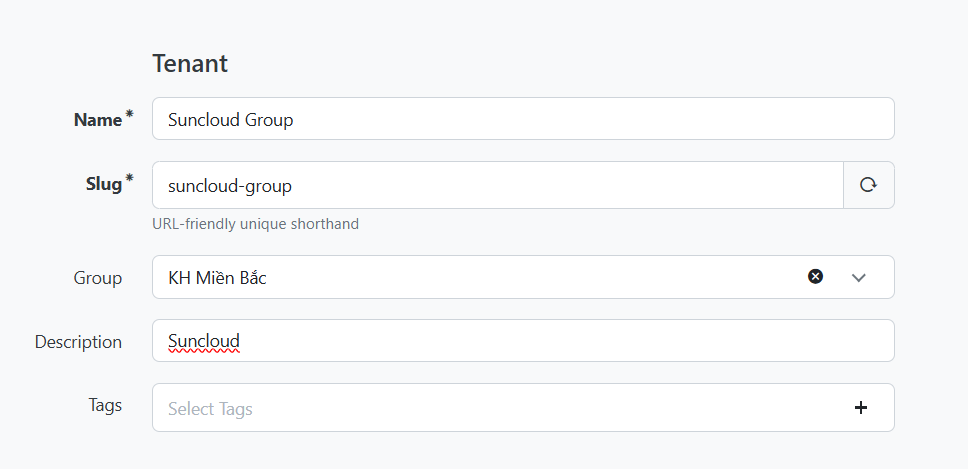 Tenant
Name*
Suncloud Group
Slug*
suncloud-group
URL-friendly unique shorthand
Group
KH Miền Bắc
Description
Suncloud
Tags
Select Tags